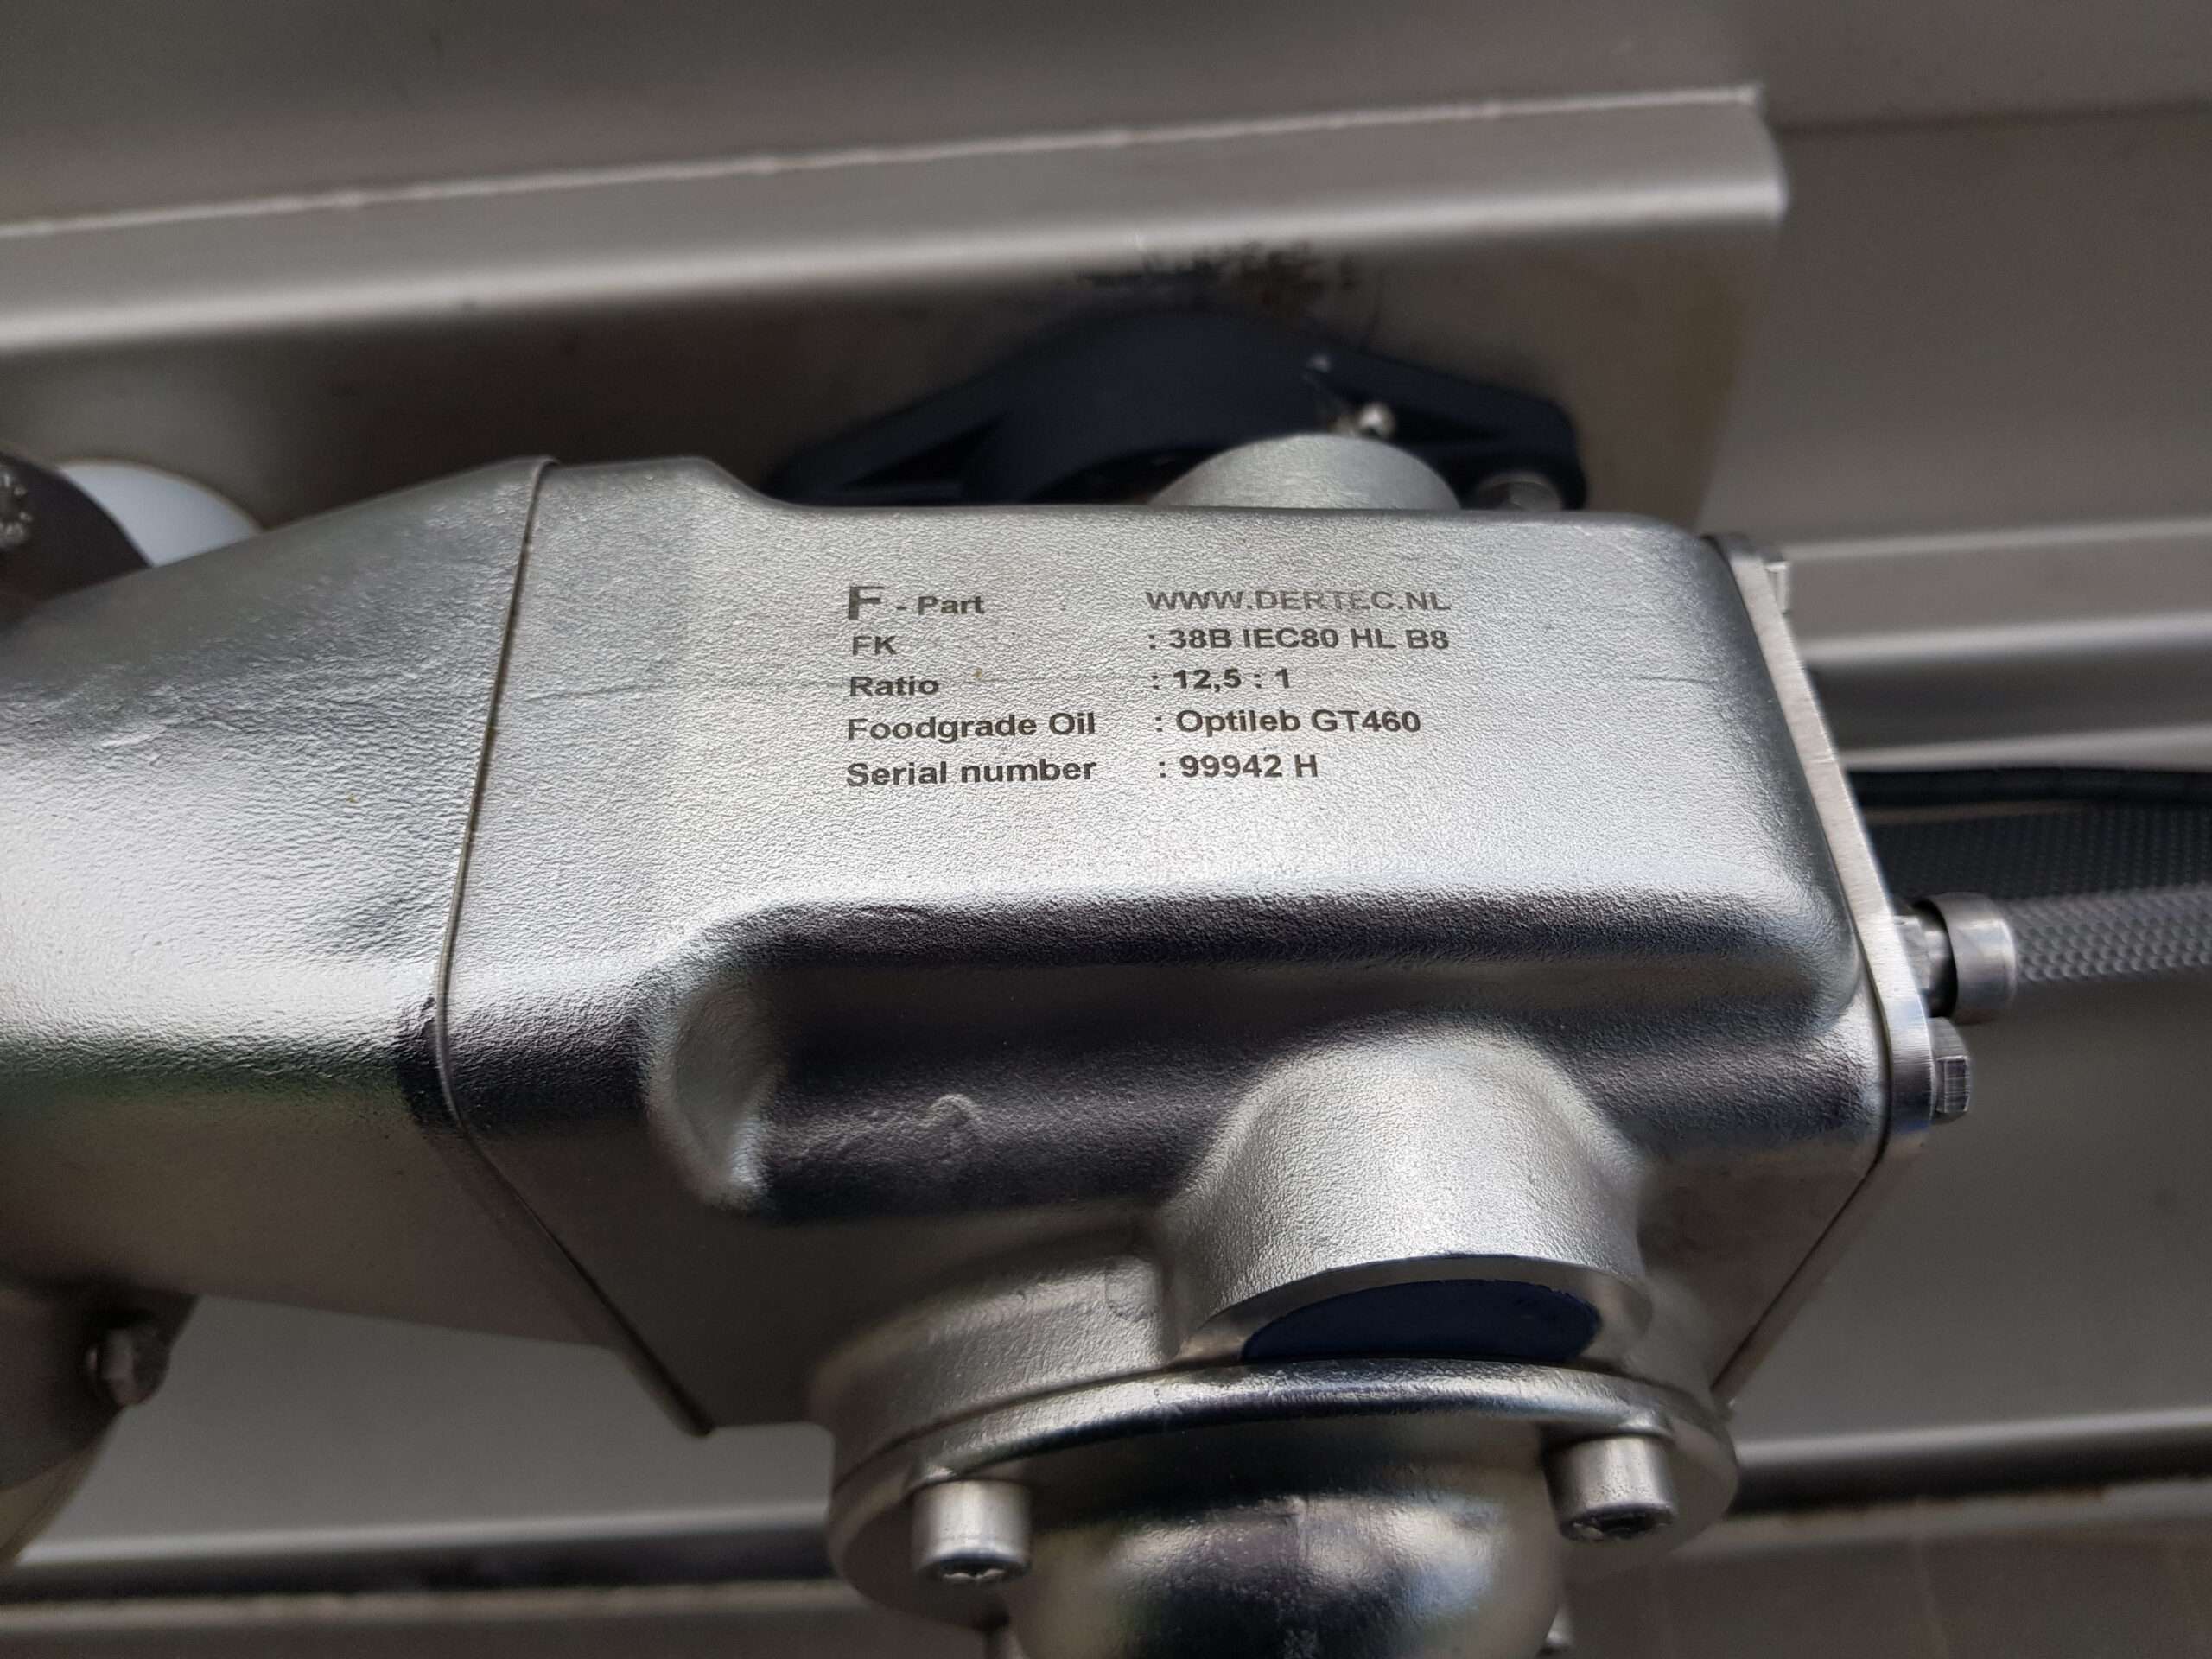 F - Part WWW.DERTEC.NL
FK : 38B IEC80 HL B8
Ratio : 12,5 : 1
Foodgrade Oil : Optileb GT460
Serial number : 99942 H